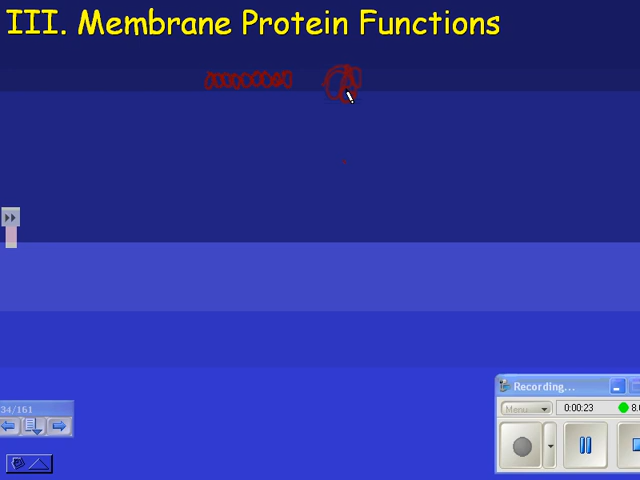 III. Membrane Protein Functions
34/161
Recording...
Menu
0:00:23